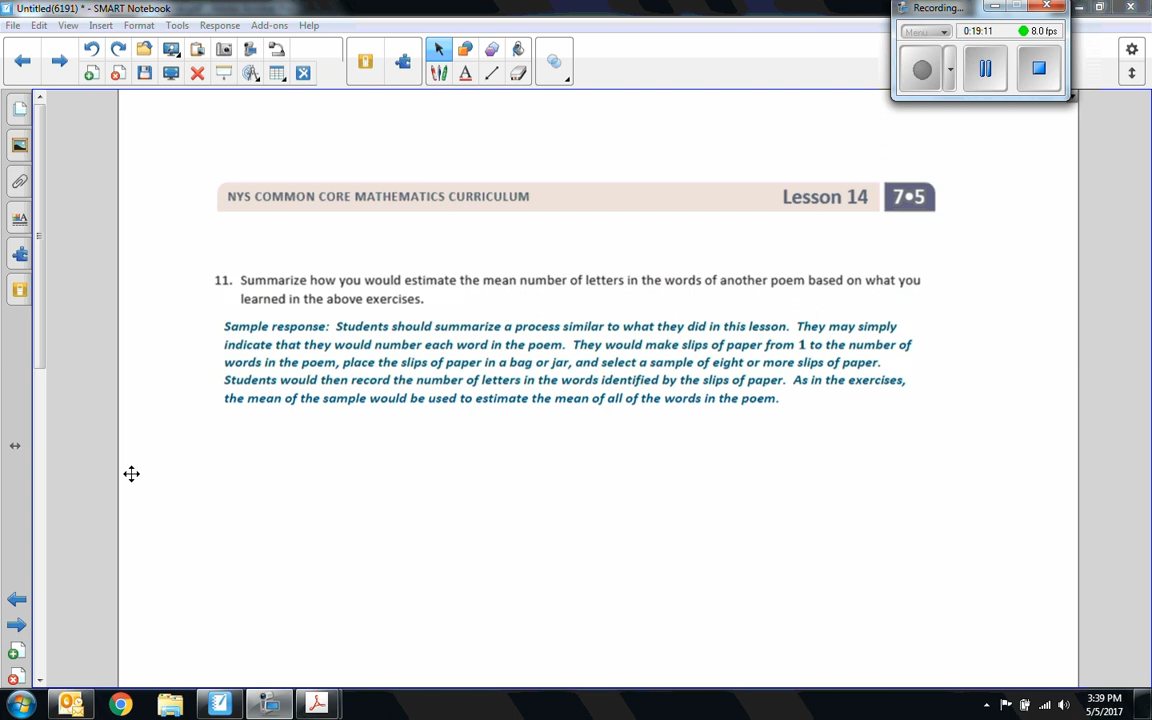 Untitled(6191) * - SMART Notebook
Recording...
File Edit View Insert Format Tools Response Add-ons Help
Menu 0:19:11 8.0 fps
NYS COMMON CORE MATHEMATICS CURRICULUM Lesson 14 7•5
11. Summarize how you would estimate the mean number of letters in the words of another poem based on what you
learned in the above exercises.
Sample response: Students should summarize a process similar to what they did in this lesson. They may simply
indicate that they would number each word in the poem. They would make slips of paper from 1 to the number of
words in the poem, place the slips of paper in a bag or jar, and select a sample of eight or more slips of paper.
Students would then record the number of letters in the words identified by the slips of paper. As in the exercises,
the mean of the sample would be used to estimate the mean of all of the words in the poem.
3:39 PM
5/5/2017